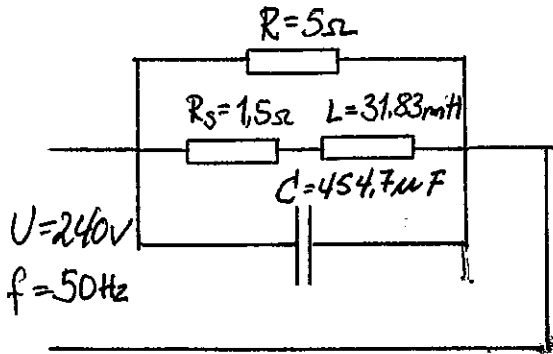 R=5Ω
Rs=1,5Ω L=31.83mH
C=454,7μF
U=240V
f=50Hz